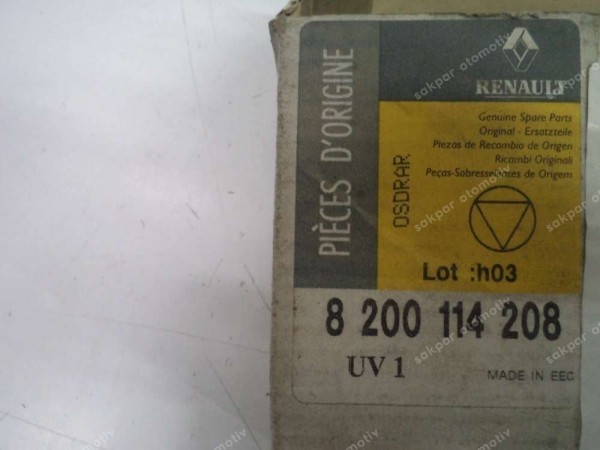 RENAULT
PIÈCES D'ORIGINE
Genuine Spare Parts
Original - Ersatzteile
Piezas de Recambio de Origen
Ricambi Originali
Peças-Sobresselentes de Origem
OSDRAR
Lot :h03
8 200 114 208
UV 1
MADE IN EEC
sakpar otomotiv